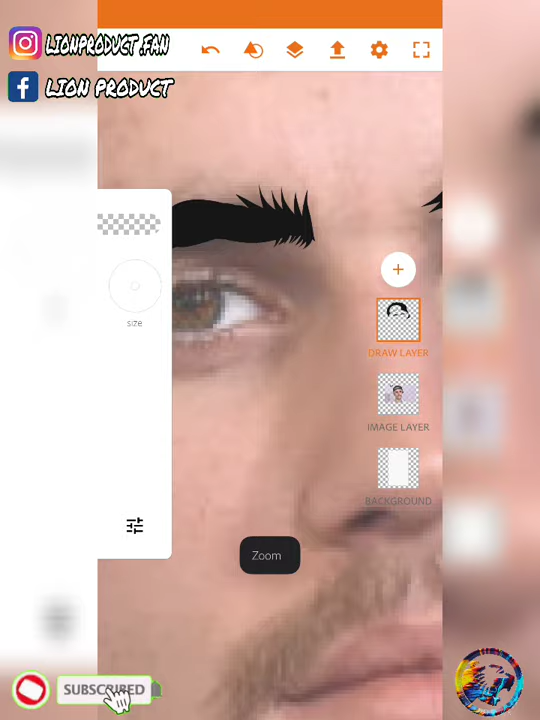 LIONPRODUCT.FAN
LION PRODUCT
size
DRAW LAYER
IMAGE LAYER
BACKGROUND
Zoom
SUBSCRIBED